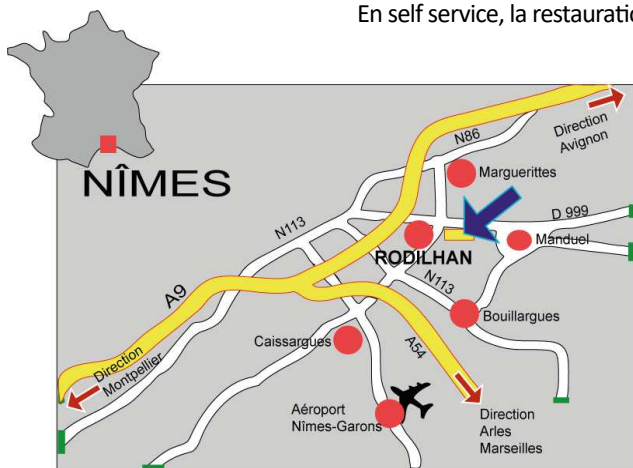 En self service, la restauratio
Direction
Avignon
N86
Marguerittes
NÎMES
D 999
N113
Manduel
RODILHAN
N113
A9
Bouillargues
Caissargues
A54
Direction
Montpellier
Aéroport
Nîmes-Garons
Direction
Arles
Marseilles